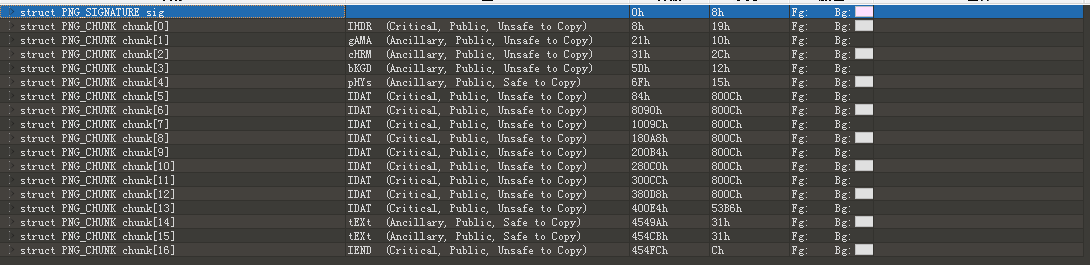 struct PNG_SIGNATURE sig 0h 8h Fg: Bg:
struct PNG_CHUNK chunk[0] IHDR (Critical, Public, Unsafe to Copy) 8h 19h Fg: Bg:
struct PNG_CHUNK chunk[1] gAMA (Ancillary, Public, Unsafe to Copy) 21h 10h Fg: Bg:
struct PNG_CHUNK chunk[2] cHRM (Ancillary, Public, Unsafe to Copy) 31h 2Ch Fg: Bg:
struct PNG_CHUNK chunk[3] bKGD (Ancillary, Public, Unsafe to Copy) 5Dh 12h Fg: Bg:
struct PNG_CHUNK chunk[4] pHYs (Ancillary, Public, Safe to Copy) 6Fh 15h Fg: Bg:
struct PNG_CHUNK chunk[5] IDAT (Critical, Public, Unsafe to Copy) 84h 800Ch Fg: Bg:
struct PNG_CHUNK chunk[6] IDAT (Critical, Public, Unsafe to Copy) 8090h 800Ch Fg: Bg:
struct PNG_CHUNK chunk[7] IDAT (Critical, Public, Unsafe to Copy) 1009Ch 800Ch Fg: Bg:
struct PNG_CHUNK chunk[8] IDAT (Critical, Public, Unsafe to Copy) 180A8h 800Ch Fg: Bg:
struct PNG_CHUNK chunk[9] IDAT (Critical, Public, Unsafe to Copy) 200B4h 800Ch Fg: Bg:
struct PNG_CHUNK chunk[10] IDAT (Critical, Public, Unsafe to Copy) 280C0h 800Ch Fg: Bg:
struct PNG_CHUNK chunk[11] IDAT (Critical, Public, Unsafe to Copy) 300CCh 800Ch Fg: Bg:
struct PNG_CHUNK chunk[12] IDAT (Critical, Public, Unsafe to Copy) 380D8h 800Ch Fg: Bg:
struct PNG_CHUNK chunk[13] IDAT (Critical, Public, Unsafe to Copy) 400E4h 53B6h Fg: Bg:
struct PNG_CHUNK chunk[14] tEXt (Ancillary, Public, Safe to Copy) 4549Ah 31h Fg: Bg:
struct PNG_CHUNK chunk[15] tEXt (Ancillary, Public, Safe to Copy) 454CBh 31h Fg: Bg:
struct PNG_CHUNK chunk[16] IEND (Critical, Public, Unsafe to Copy) 454FCh Ch Fg: Bg: